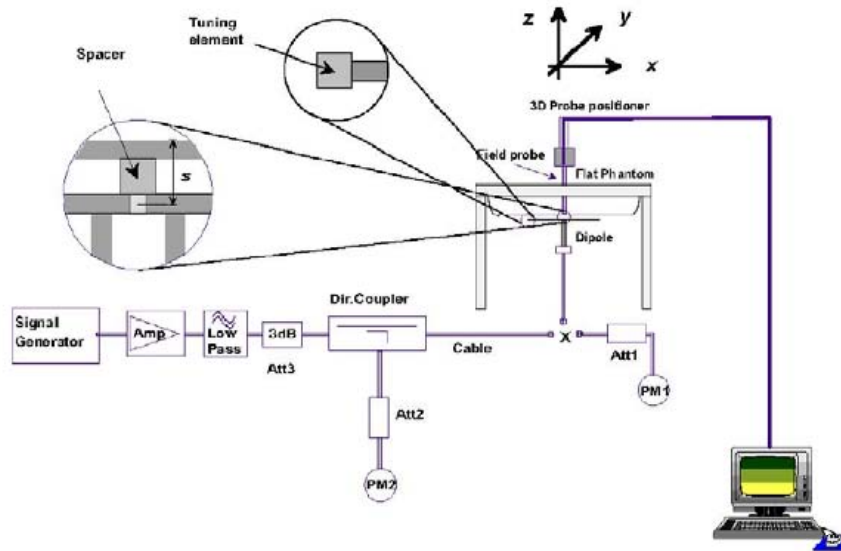 Tuning
element
Spacer
s
z
y
x
3D Probe positioner
Field probe
Flat Phantom
Dipole
Signal
Generator
Amp
Low
Pass
3dB
Att3
Dir.Coupler
Cable
X
Att1
PM1
Att2
PM2